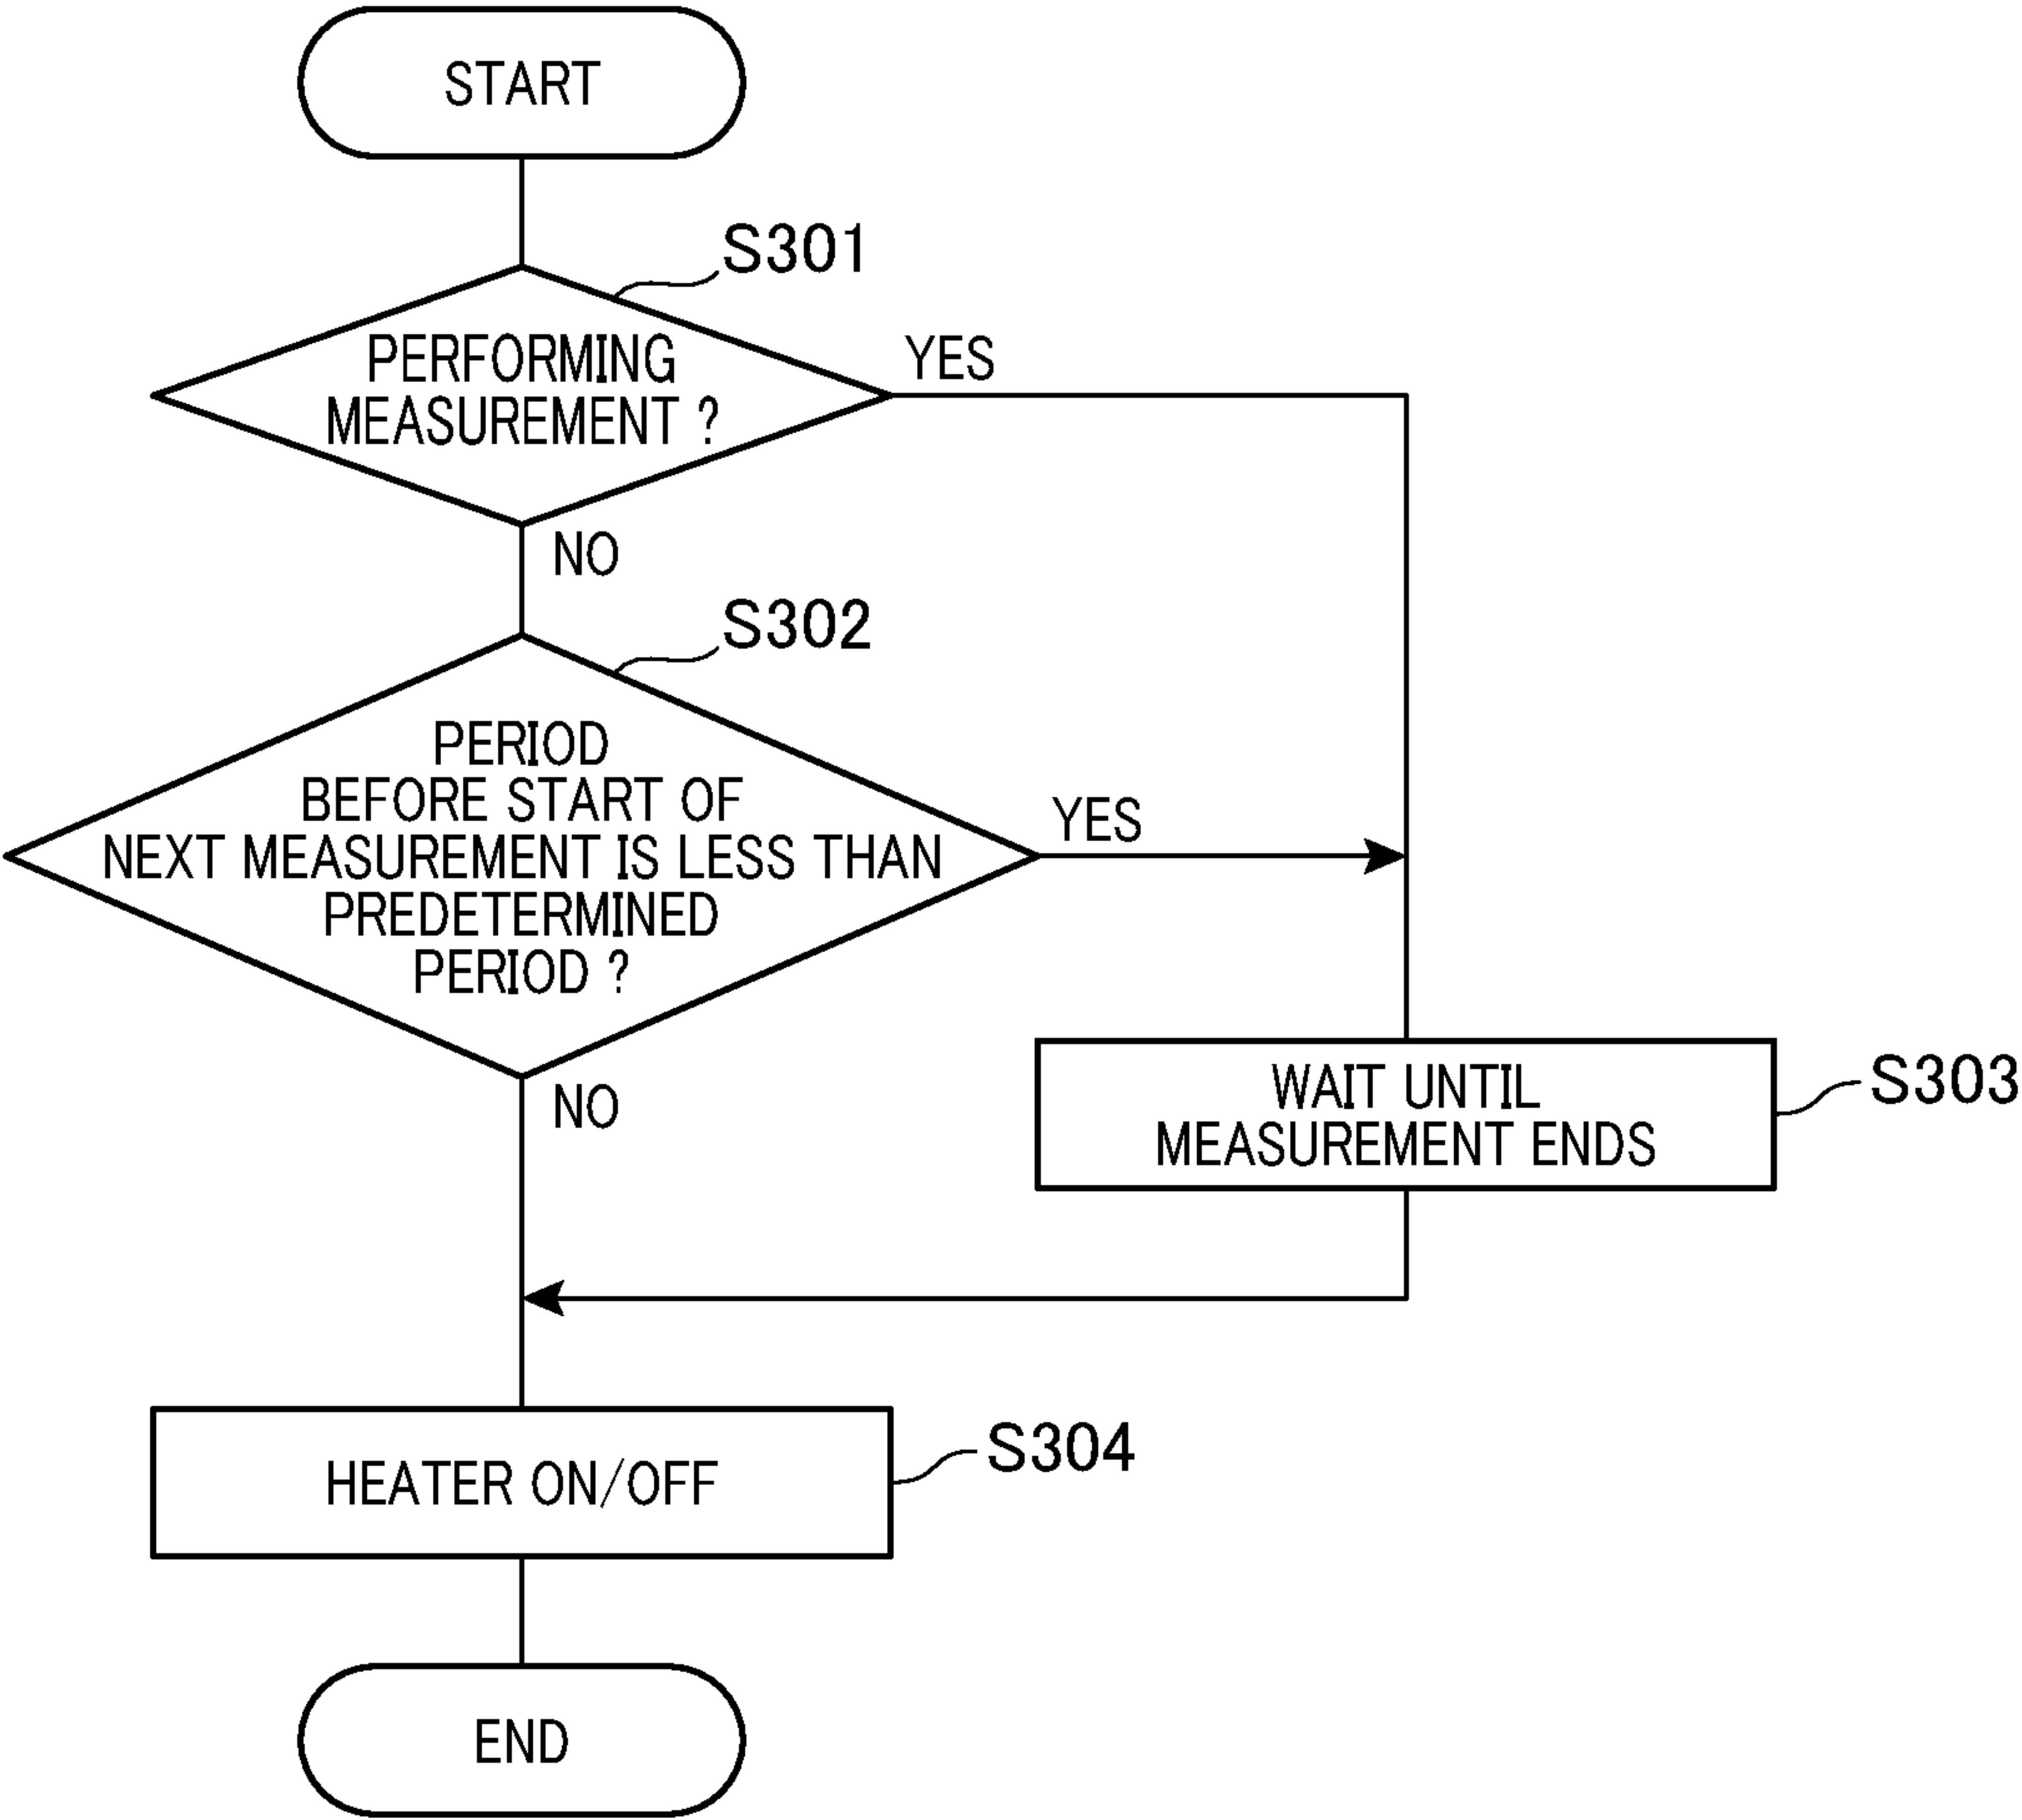 START
S301
PERFORMING
MEASUREMENT ?
YES
NO
S302
PERIOD
BEFORE START OF
NEXT MEASUREMENT IS LESS THAN
PREDETERMINED
PERIOD ?
YES
NO
WAIT UNTIL
MEASUREMENT ENDS
S303
HEATER ON/OFF
S304
END